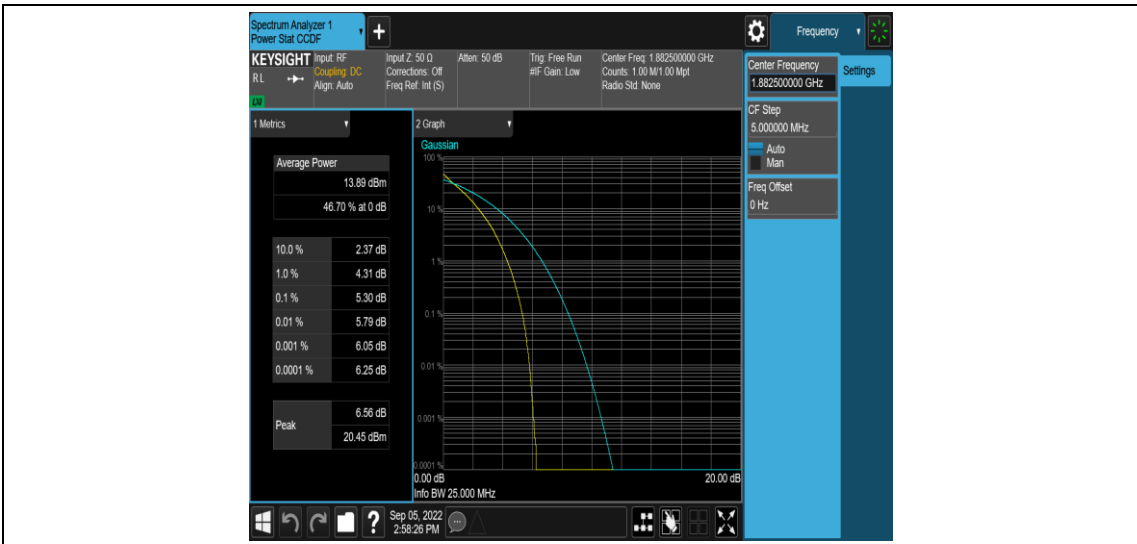 Spectrum Analyzer 1
Power Stat CCDF
+
Frequency
KEYSIGHT
Input: RF
Input Z: 50 Ω
Atten: 50 dB
Trig: Free Run
Center Freq: 1.882500000 GHz
RL
Coupling: DC
Corrections: Off
#IF Gain: Low
Counts: 1.00 M/1.00 Mpt
Align: Auto
Freq Ref: Int (S)
Radio Std: None
LXI
Center Frequency
1.882500000 GHz
Settings
CF Step
5.000000 MHz
Auto
Man
Freq Offset
0 Hz
1 Metrics
2 Graph
Average Power
13.89 dBm
46.70 % at 0 dB
10.0 % 2.37 dB
1.0 % 4.31 dB
0.1 % 5.30 dB
0.01 % 5.79 dB
0.001 % 6.05 dB
0.0001 % 6.25 dB
Peak
6.56 dB
20.45 dBm
Gaussian
100 %
10 %
1 %
0.1 %
0.01 %
0.001 %
0.0001 %
0.00 dB
20.00 dB
Info BW 25.000 MHz
?
Sep 05, 2022
2:58:26 PM